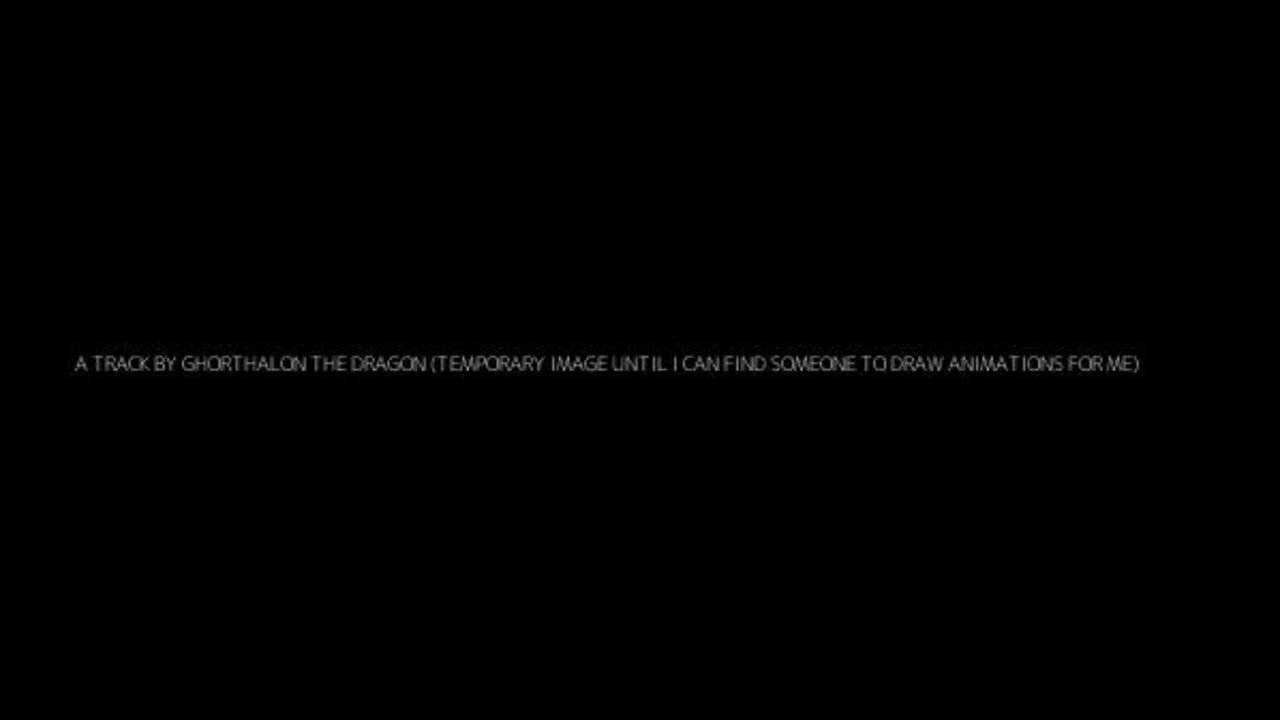 A TRACK BY GHORTHALON THE DRAGON (TEMPORARY IMAGE UNTIL I CAN FIND SOMEONE TO DRAW ANIMATIONS FOR ME)